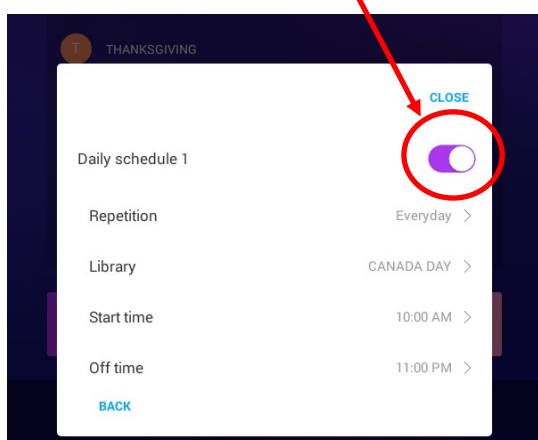 T THANKSGIVING
CLOSE
Daily schedule 1
Repetition Everyday >
Library CANADA DAY >
Start time 10:00 AM >
Off time 11:00 PM >
BACK